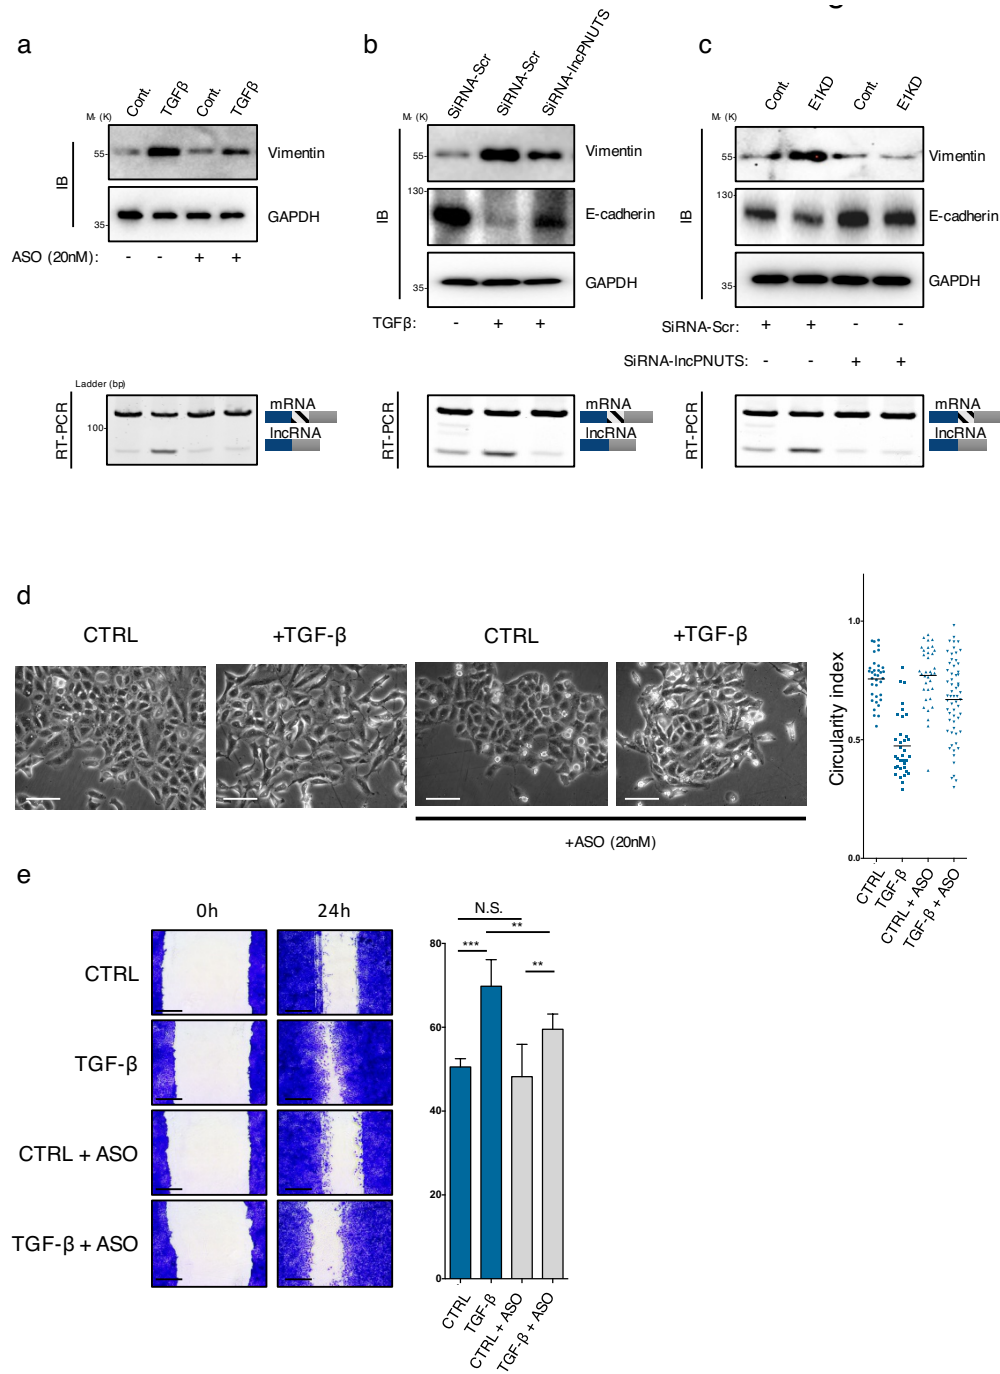 a
Cont.
TGFβ
Cont.
TGFβ
Mr (K)
55
Vimentin
IB
35
GAPDH
ASO (20nM): - - + +
Ladder (bp)
100
RT-PCR
mRNA
lncRNA
b
SiRNA-Scr
SiRNA-Scr
SiRNA-lncPNUTS
Mr (K)
55
Vimentin
130
IB
E-cadherin
35
GAPDH
TGFβ: - + +
RT-PCR
mRNA
lncRNA
c
Cont.
E1KD
Cont.
E1KD
Mr (K)
55
Vimentin
130
IB
E-cadherin
35
GAPDH
SiRNA-Scr: + + - -
SiRNA-lncPNUTS: - - + +
RT-PCR
mRNA
lncRNA
d
CTRL
+TGF-β
CTRL
+TGF-β
+ASO (20nM)
Circularity index
1.0
0.5
0.0
CTRL
TGF-β
CTRL + ASO
TGF-β + ASO
e
0h
24h
CTRL
TGF-β
CTRL + ASO
TGF-β + ASO
N.S.
**
***
**
80
60
40
20
0
CTRL
TGF-β
CTRL + ASO
TGF-β + ASO